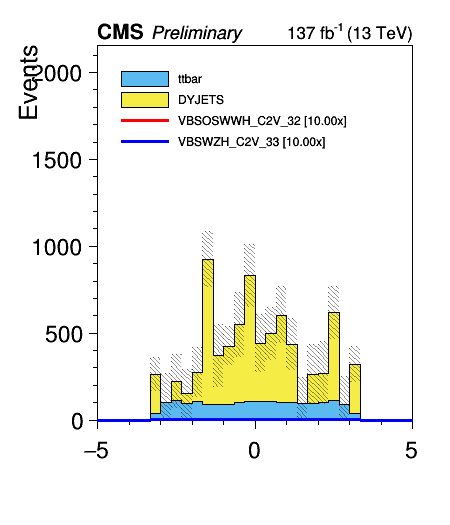 CMS Preliminary 137 fb-1 (13 TeV)
Events
2000
ttbar
DYJETS
VBSOSWWH_C2V_32 [10.00x]
VBSWZH_C2V_33 [10.00x]
1500
1000
500
0
−5 0 5